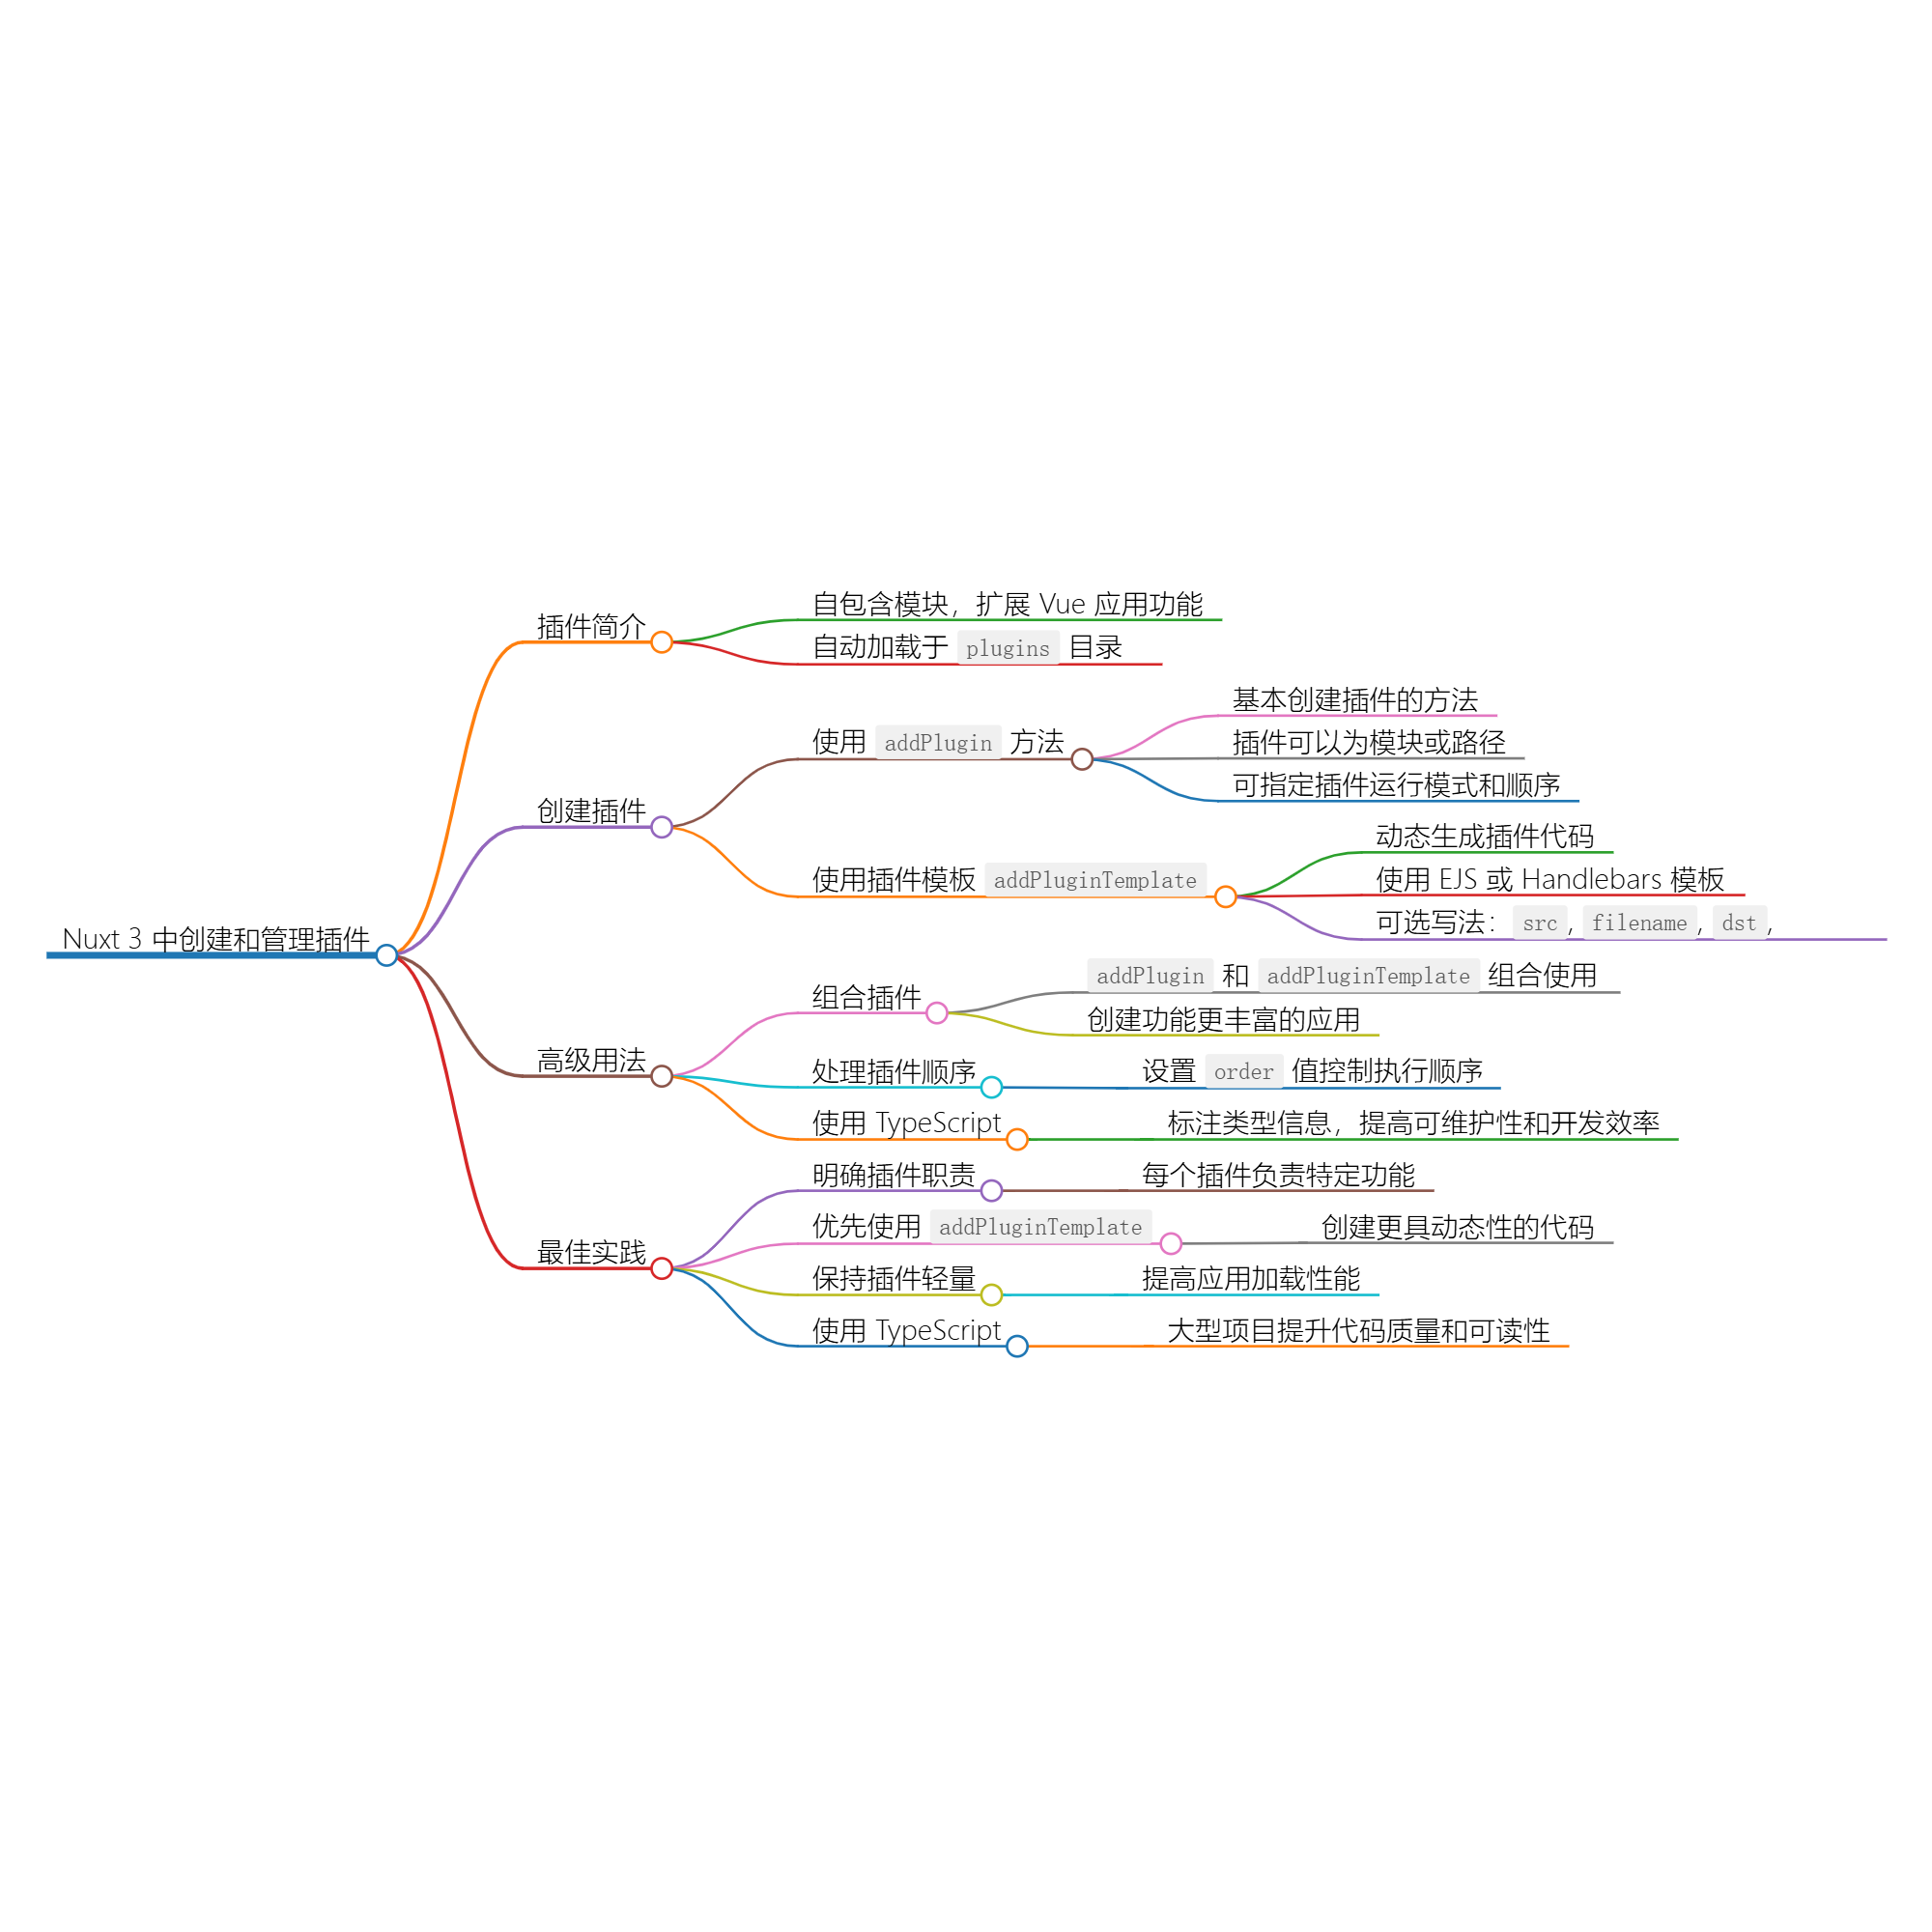 Nuxt 3 中创建和管理插件
插件简介
自包含模块，扩展 Vue 应用功能
自动加载于 plugins 目录
创建插件
使用 addPlugin 方法
基本创建插件的方法
插件可以为模块或路径
可指定插件运行模式和顺序
使用插件模板 addPluginTemplate
动态生成插件代码
使用 EJS 或 Handlebars 模板
可选写法：src, filename, dst,
高级用法
组合插件
addPlugin 和 addPluginTemplate 组合使用
创建功能更丰富的应用
处理插件顺序
设置 order 值控制执行顺序
使用 TypeScript
标注类型信息，提高可维护性和开发效率
最佳实践
明确插件职责
每个插件负责特定功能
优先使用 addPluginTemplate
创建更具动态性的代码
保持插件轻量
提高应用加载性能
使用 TypeScript
大型项目提升代码质量和可读性